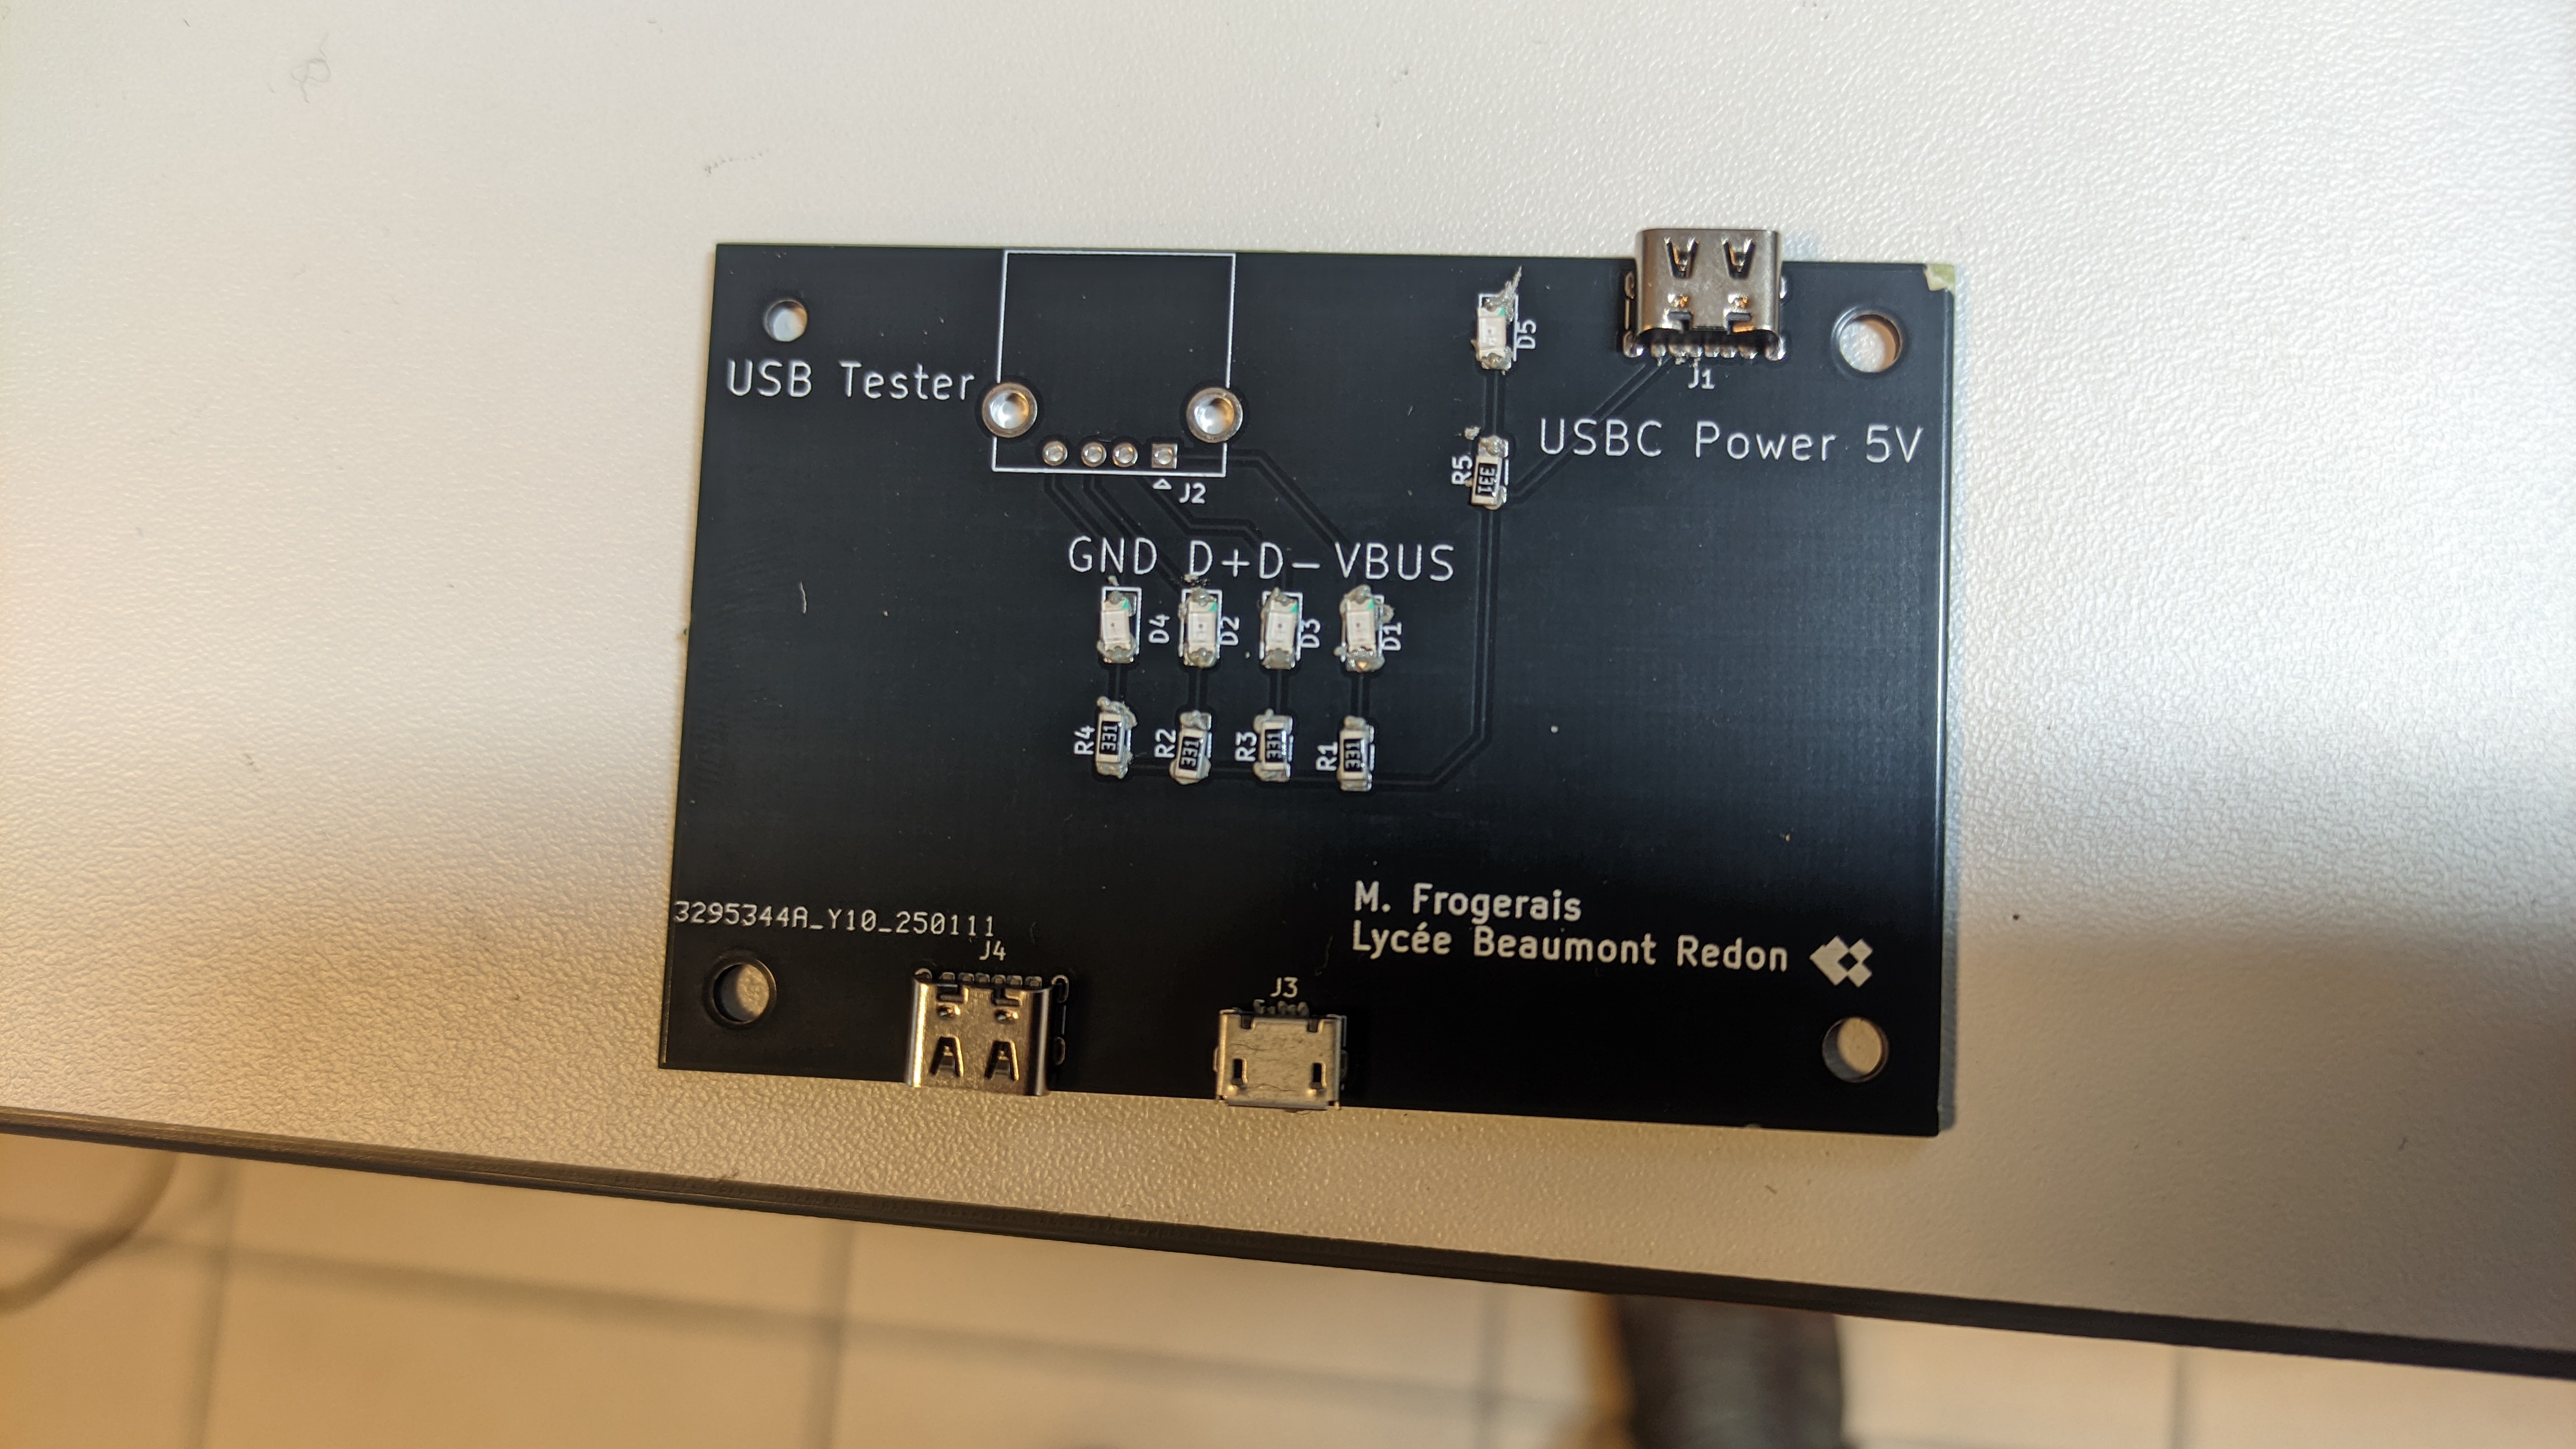 D5
J1
USB Tester
USBC Power 5V
R5
331
J2
GND D+ D- VBUS
D4
D2
D3
D1
R4
331
R2
331
R3
331
R1
331
M. Frogerais
Lycée Beaumont Redon
3295344A_Y10_250111
J4
J3